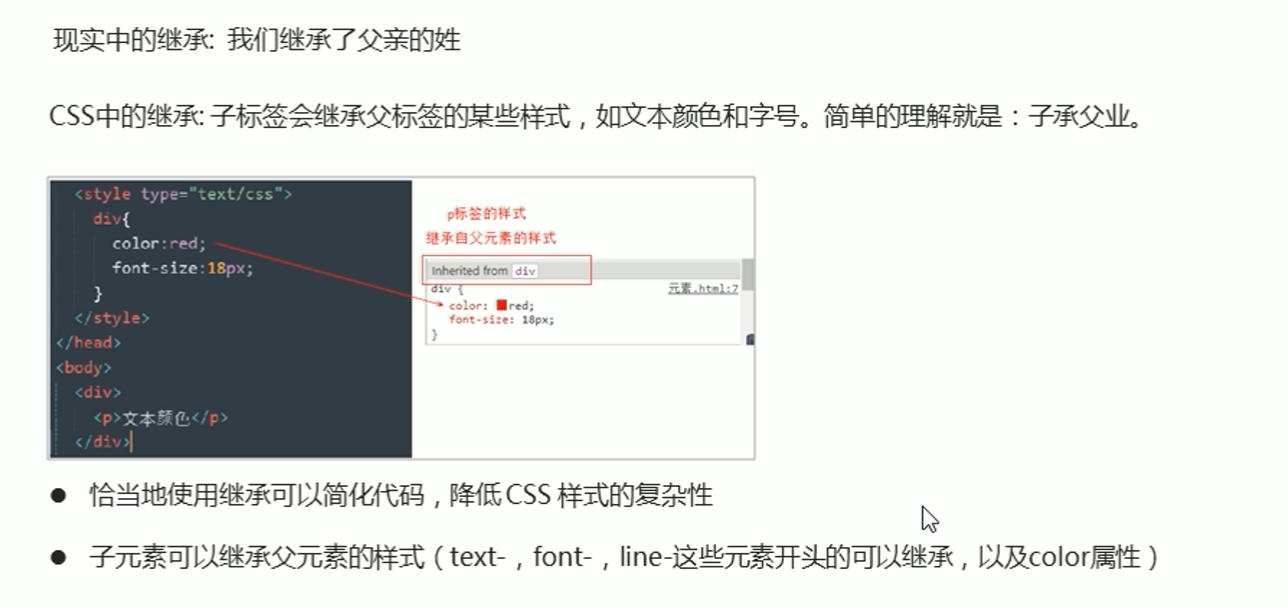 现实中的继承: 我们继承了父亲的姓
CSS中的继承: 子标签会继承父标签的某些样式，如文本颜色和字号。简单的理解就是：子承父业。
<style type="text/css">
div{
color:red;
font-size:18px;
}
</style>
</head>
<body>
<div>
<p>文本颜色</p>
</div>
p标签的样式
继承自父元素的样式
Inherited from div
div { 元素.html:7
color: red;
font-size: 18px;
}
● 恰当地使用继承可以简化代码，降低 CSS 样式的复杂性
● 子元素可以继承父元素的样式（text-，font-，line-这些元素开头的可以继承，以及color属性）